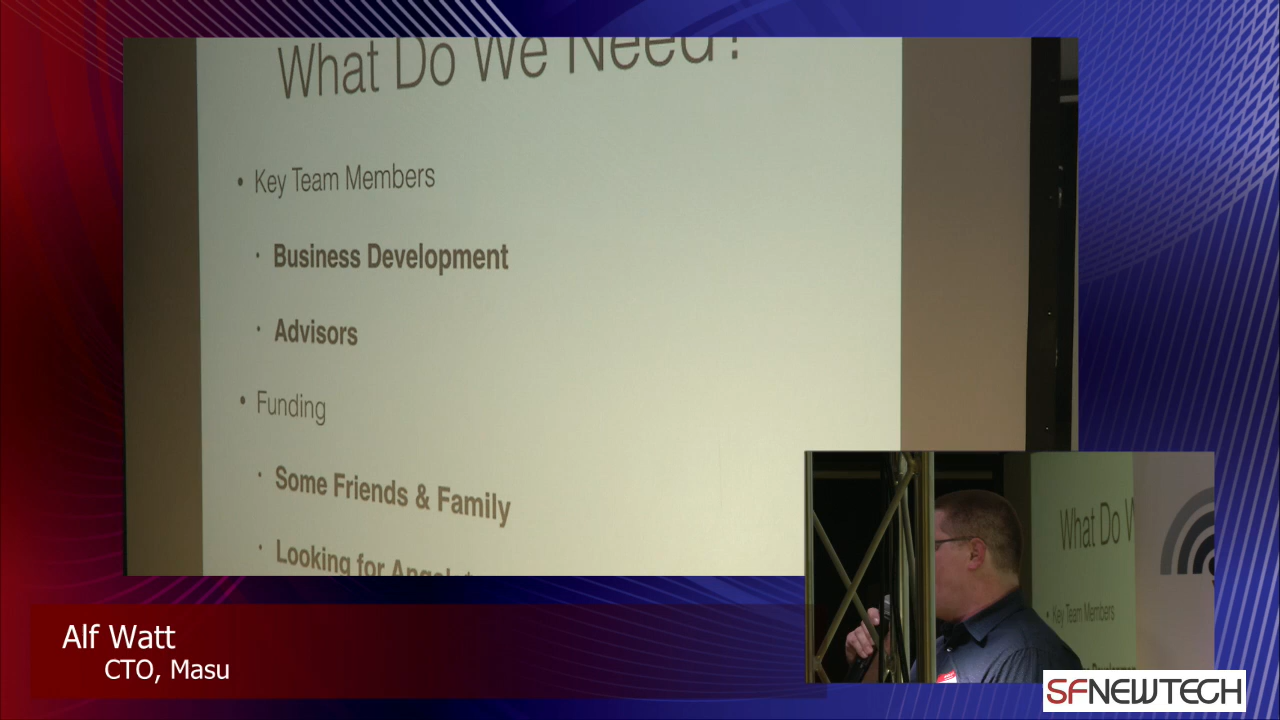 What Do We Need?
• Key Team Members
• Business Development
• Advisors
• Funding
• Some Friends & Family
• Looking for
What Do W
• Key Team Members
Alf Watt
CTO, Masu
SFNEWTECH